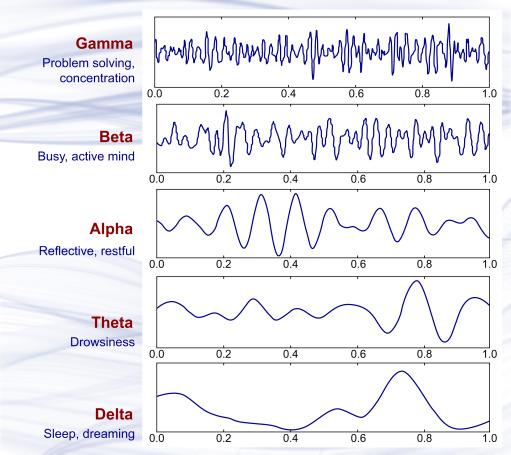 Gamma
Problem solving,
concentration
0.0 0.2 0.4 0.6 0.8 1.0
Beta
Busy, active mind
0.0 0.2 0.4 0.6 0.8 1.0
Alpha
Reflective, restful
0.0 0.2 0.4 0.6 0.8 1.0
Theta
Drowsiness
0.0 0.2 0.4 0.6 0.8 1.0
Delta
Sleep, dreaming
0.0 0.2 0.4 0.6 0.8 1.0